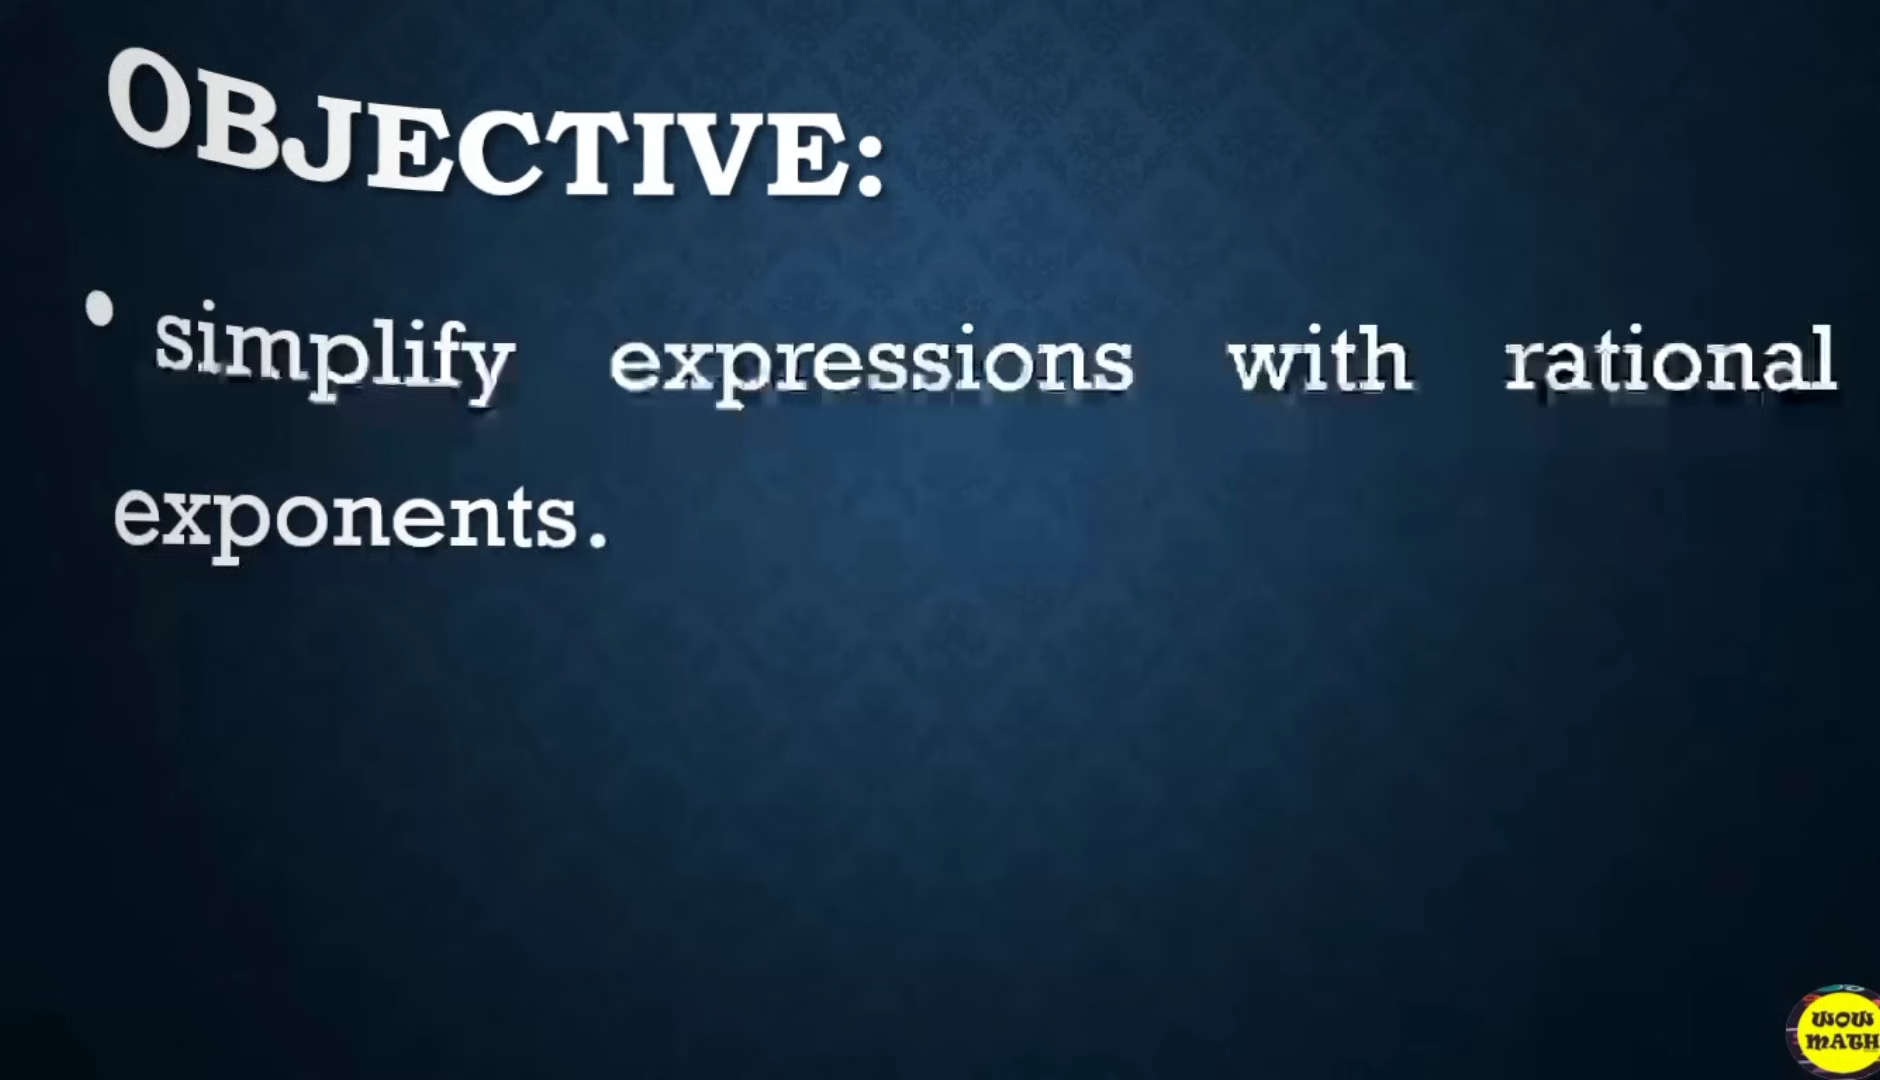 OBJECTIVE:
• simplify expressions with rational
exponents.
WOW
MATH